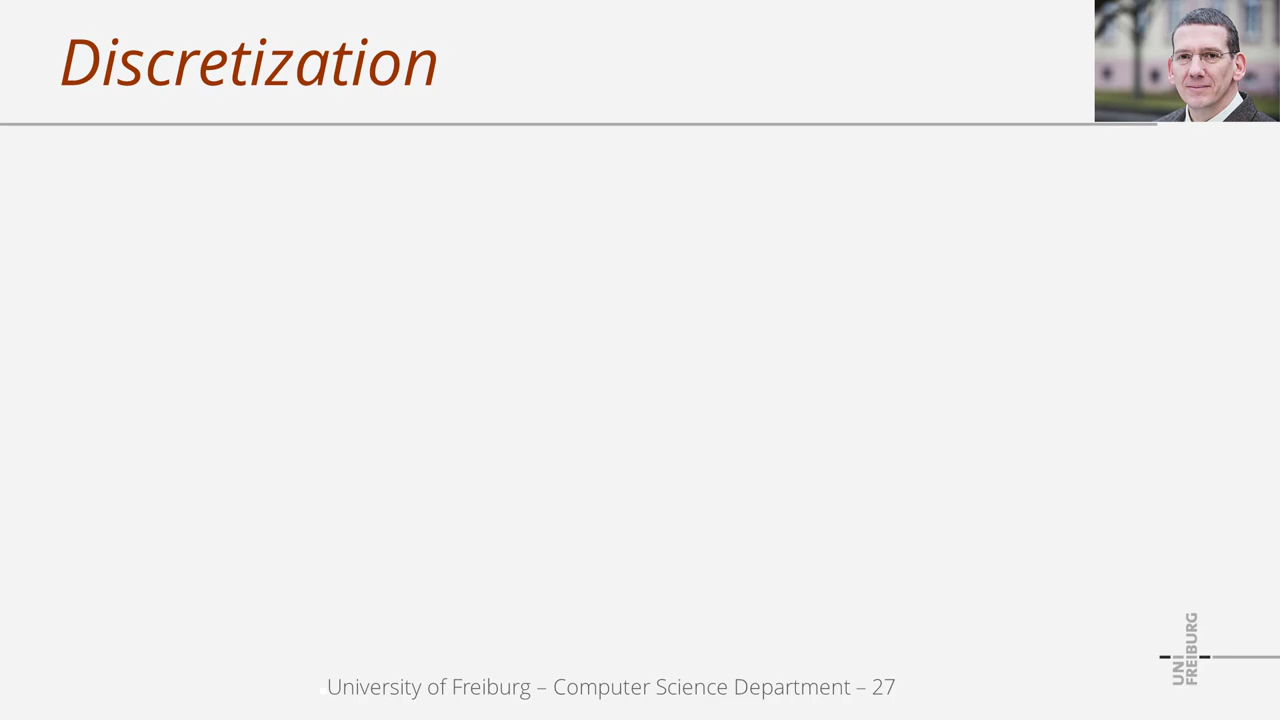 Discretization
UNI
FREIBURG
University of Freiburg – Computer Science Department – 27